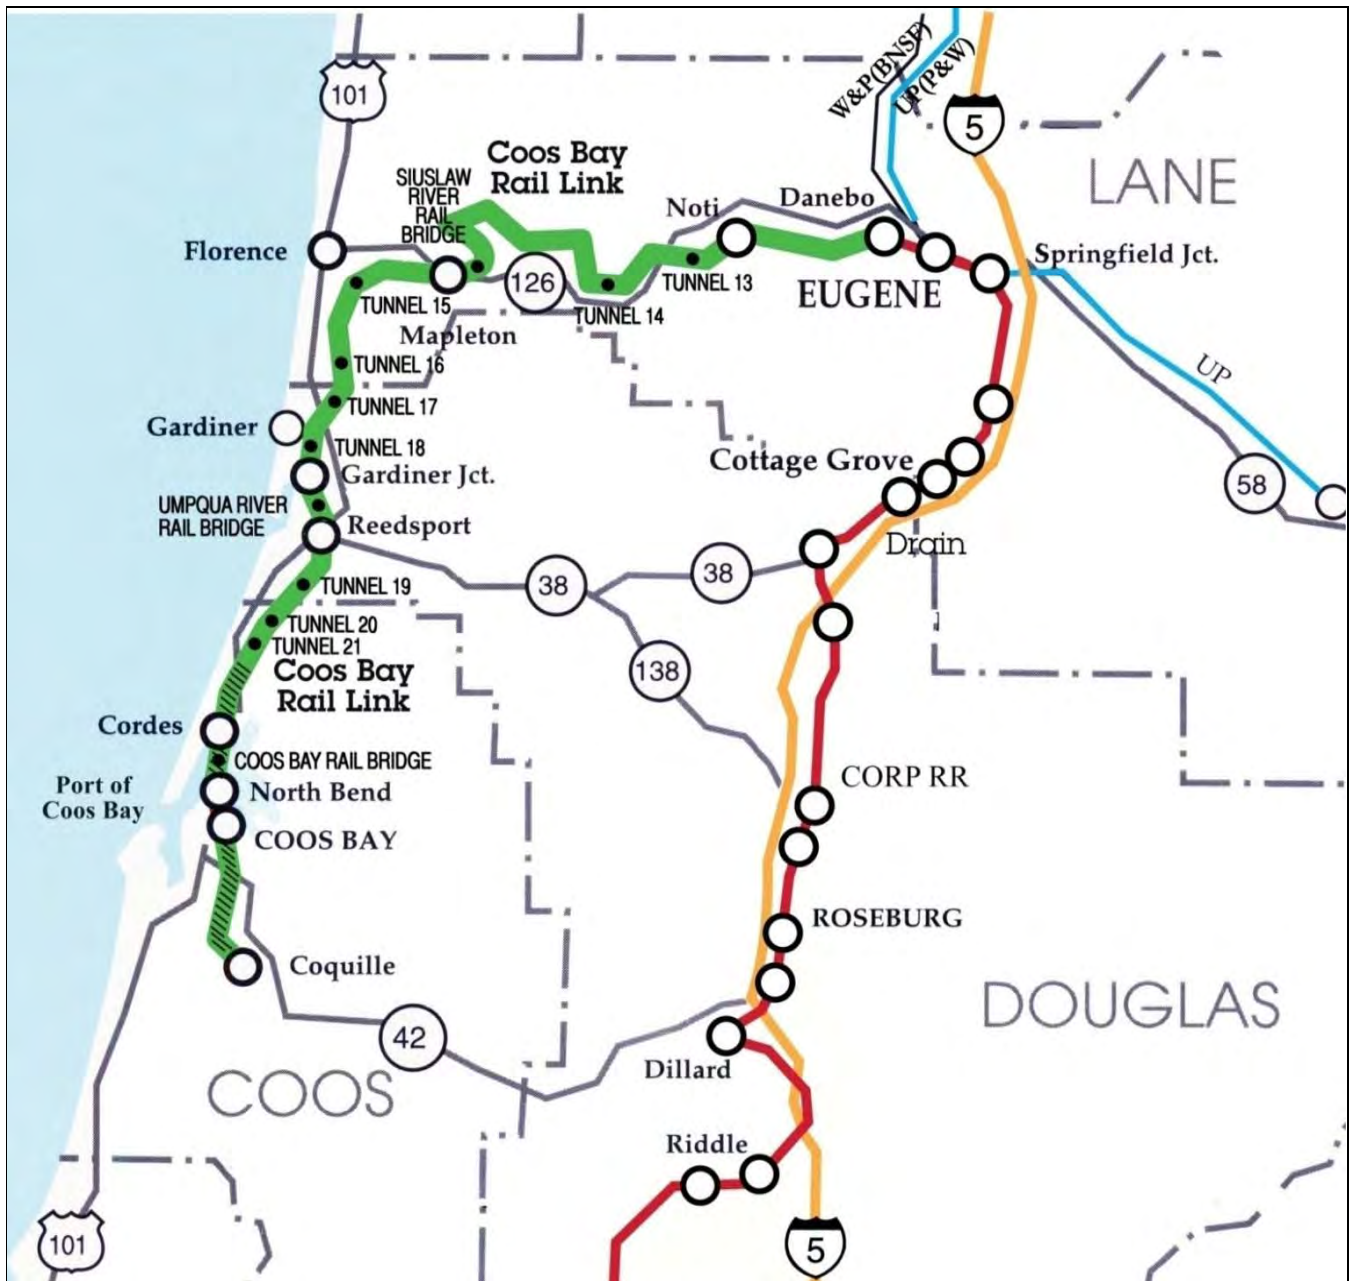 W&P(BNSF)
UP(P&W)
101
5
LANE
Coos Bay
Rail Link
SIUSLAW
RIVER
RAIL
BRIDGE
Noti
Danebo
Florence
Springfield Jct.
126
TUNNEL 13
EUGENE
TUNNEL 15
TUNNEL 14
Mapleton
TUNNEL 16
UP
TUNNEL 17
Gardiner
TUNNEL 18
Cottage Grove
Gardiner Jct.
58
UMPQUA RIVER
RAIL BRIDGE
Reedsport
Drain
38
38
TUNNEL 19
TUNNEL 20
TUNNEL 21
Coos Bay
Rail Link
138
Cordes
COOS BAY RAIL BRIDGE
Port of
Coos Bay
North Bend
CORP RR
COOS BAY
ROSEBURG
Coquille
DOUGLAS
42
Dillard
COOS
Riddle
101
5